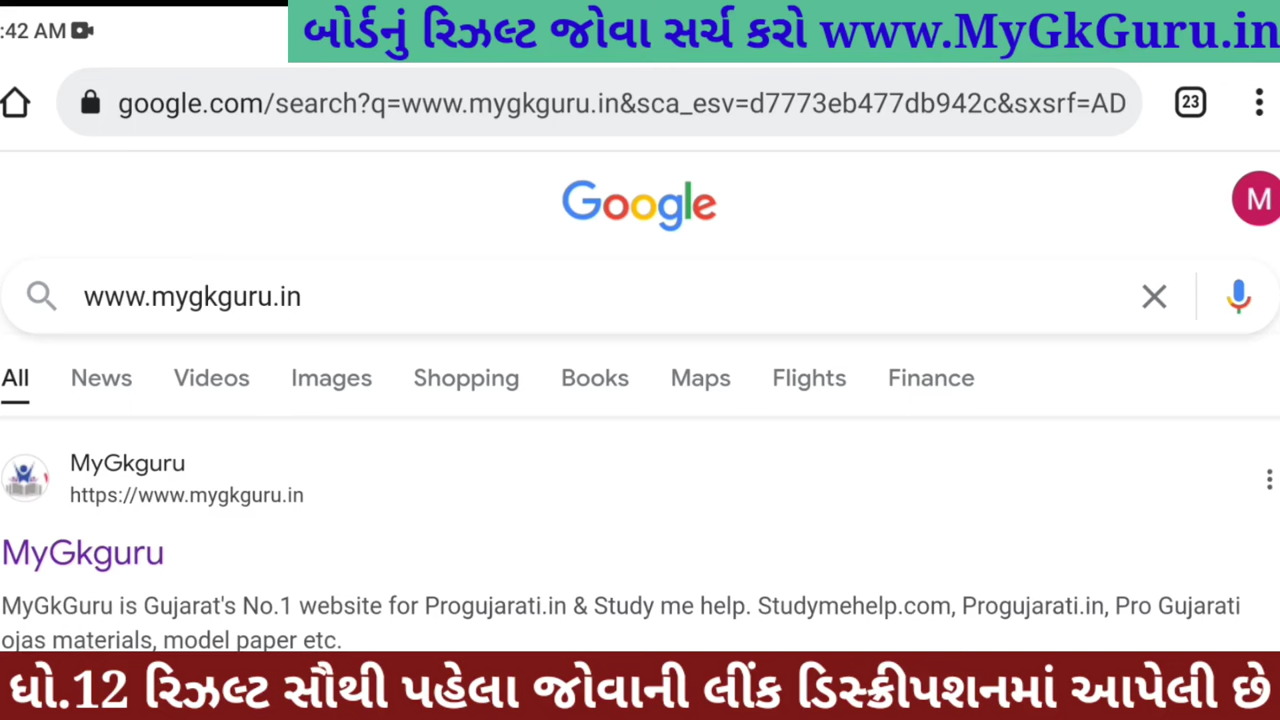 બોર્ડનું રિઝલ્ટ જોવા સર્ચ કરો www.MyGkGuru.in
:42 AM
google.com/search?q=www.mygkguru.in&sca_esv=d7773eb477db942c&sxsrf=AD
23
Google
M
www.mygkguru.in
All News Videos Images Shopping Books Maps Flights Finance
MyGkguru
https://www.mygkguru.in
MyGkguru
MyGkGuru is Gujarat's No.1 website for Progujarati.in & Study me help. Studymehelp.com, Progujarati.in, Pro Gujarati
ojas materials, model paper etc.
ધો.12 રિઝલ્ટ સૌથી પહેલા જોવાની લીંક ડિસ્ક્રીપશનમાં આપેલી છે